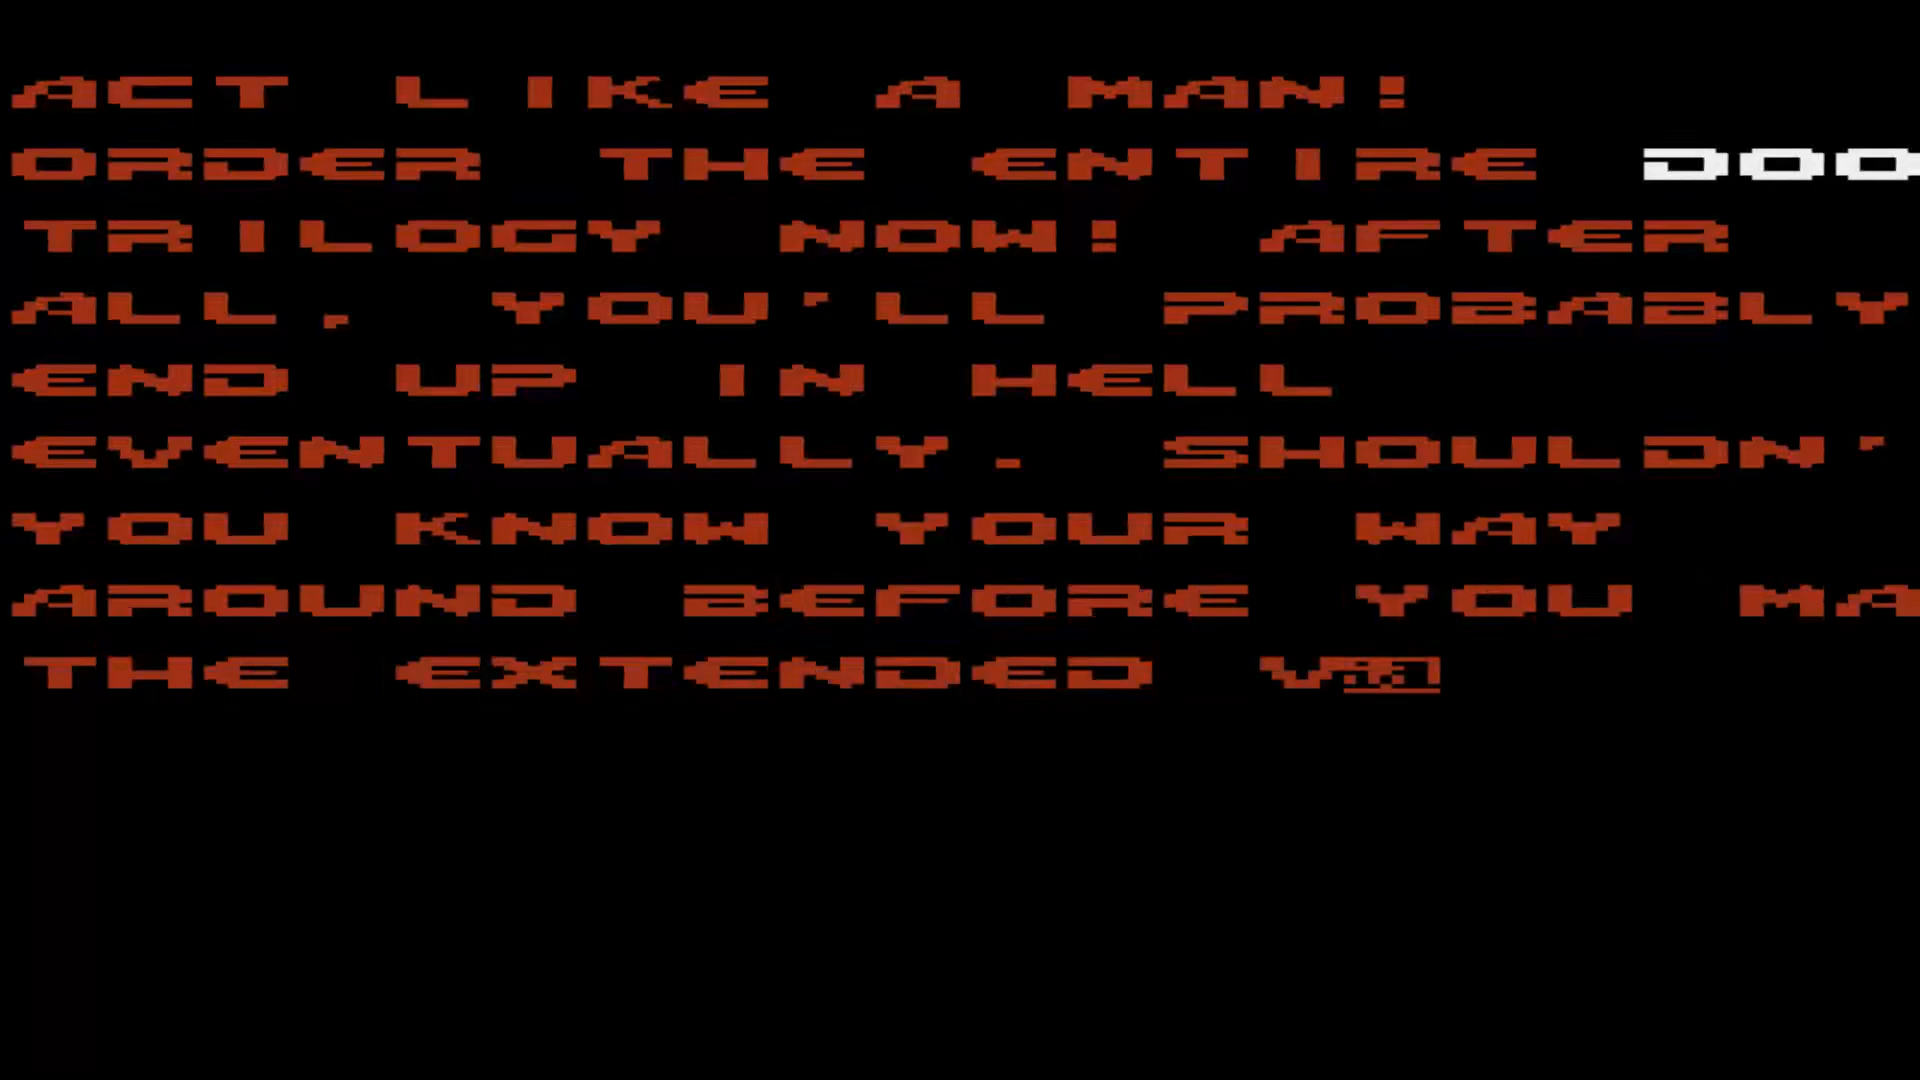 ACT LIKE A MAN!
ORDER THE ENTIRE DOO
TRILOGY NOW! AFTER
ALL, YOU'LL PROBABLY
END UP IN HELL
EVENTUALLY. SHOULDN'
YOU KNOW YOUR WAY
AROUND BEFORE YOU MA
THE EXTENDED V